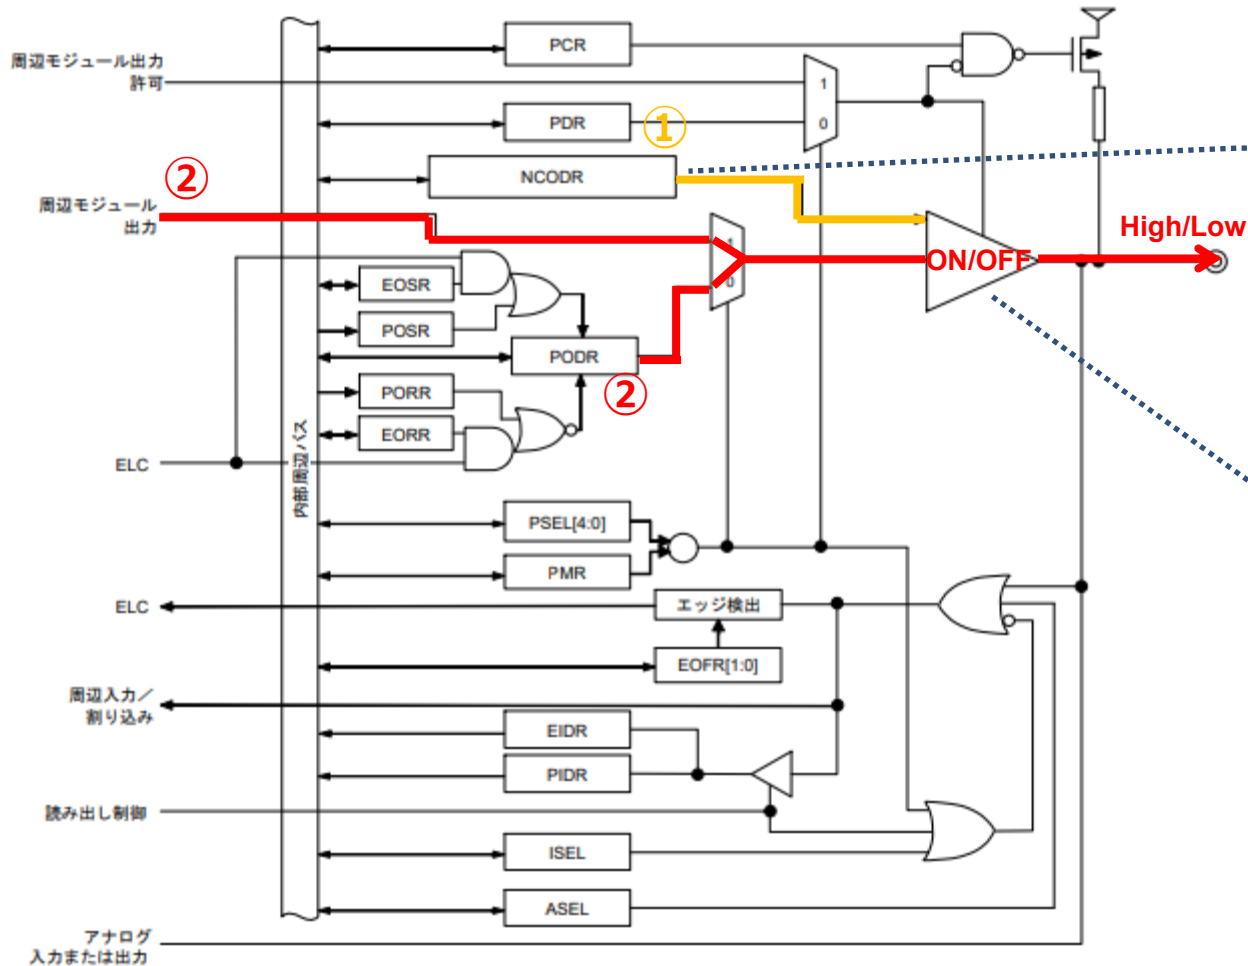 周辺モジュール出力
許可
PCR
1
0
PDR
①
NCODR
②
周辺モジュール
出力
High/Low
1
0
ON/OFF
EOSR
POSR
PODR
②
PORR
EORR
ELC
内部周辺バス
PSEL[4:0]
PMR
ELC
エッジ検出
EOFR[1:0]
周辺入力／
割り込み
EIDR
PIDR
読み出し制御
ISEL
ASEL
アナログ
入力または出力